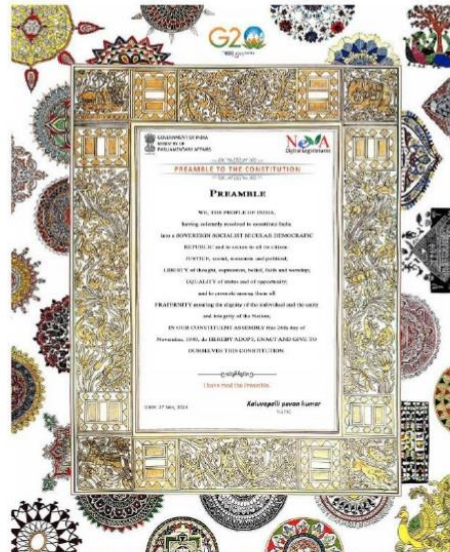 G20
GOVERNMENT OF INDIA
MINISTRY OF
PARLIAMENTARY AFFAIRS
NeVA
Digital Legislatures
PREAMBLE TO THE CONSTITUTION
PREAMBLE
WE, THE PEOPLE OF INDIA,
having solemnly resolved to constitute India
into a SOVEREIGN SOCIALIST SECULAR DEMOCRATIC
REPUBLIC and to secure to all its citizens
JUSTICE, social, economic and political;
LIBERTY of thought, expression, belief, faith and worship;
EQUALITY of status and of opportunity;
and to promote among them all
FRATERNITY assuring the dignity of the individual and the unity
and integrity of the Nation;
IN OUR CONSTITUENT ASSEMBLY this 26th day of
November, 1949, do HEREBY ADOPT, ENACT AND GIVE TO
OURSELVES THIS CONSTITUTION
I have read the Preamble.
Kaluvapalli pavan kumar